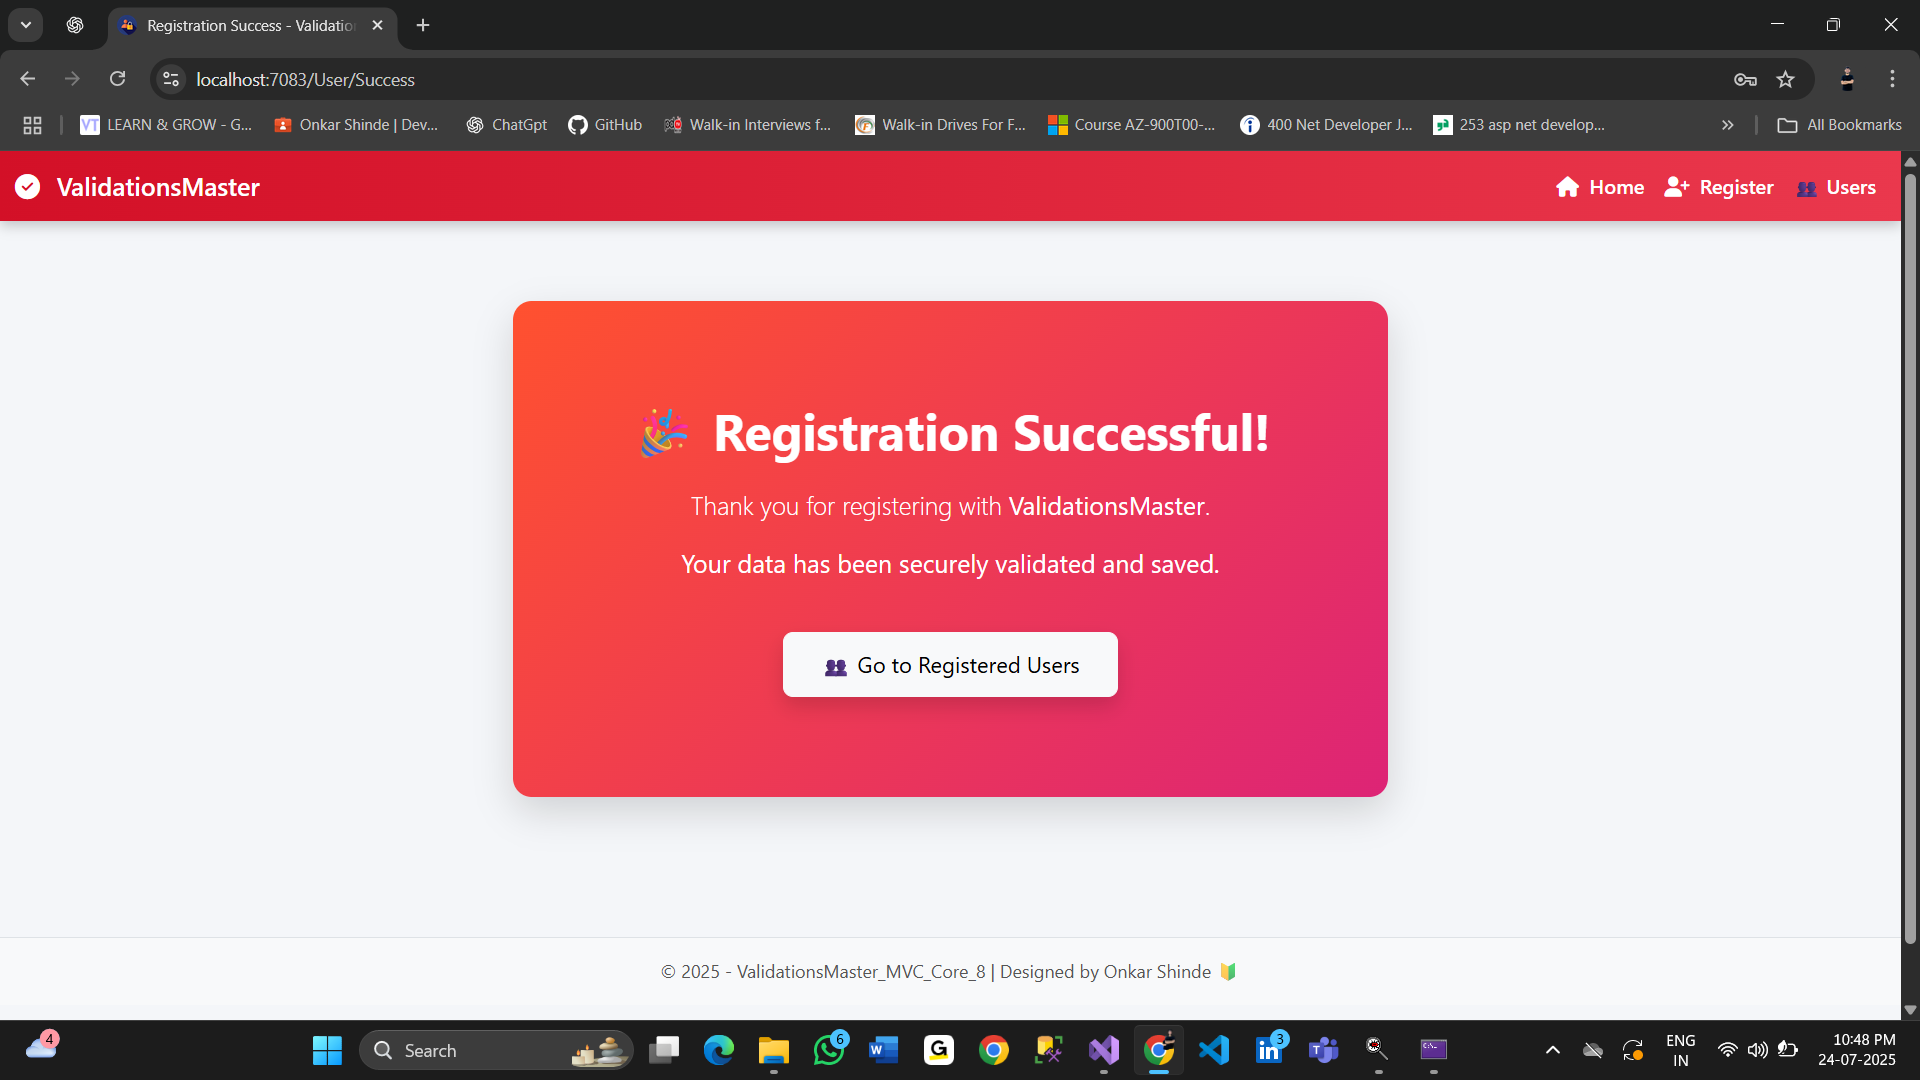 Registration Success - Validatio
localhost:7083/User/Success
VT LEARN & GROW - G...
Onkar Shinde | Dev...
ChatGpt
GitHub
Walk-in Interviews f...
Walk-in Drives For F...
Course AZ-900T00-...
400 Net Developer J...
253 asp net develop...
All Bookmarks
ValidationsMaster
Home
Register
Users
🎉 Registration Successful!
Thank you for registering with ValidationsMaster.
Your data has been securely validated and saved.
👥 Go to Registered Users
© 2025 - ValidationsMaster_MVC_Core_8 | Designed by Onkar Shinde 🔰
4
Search
6
W
G
3
in
T
C:\_
ENG
IN
10:48 PM
24-07-2025